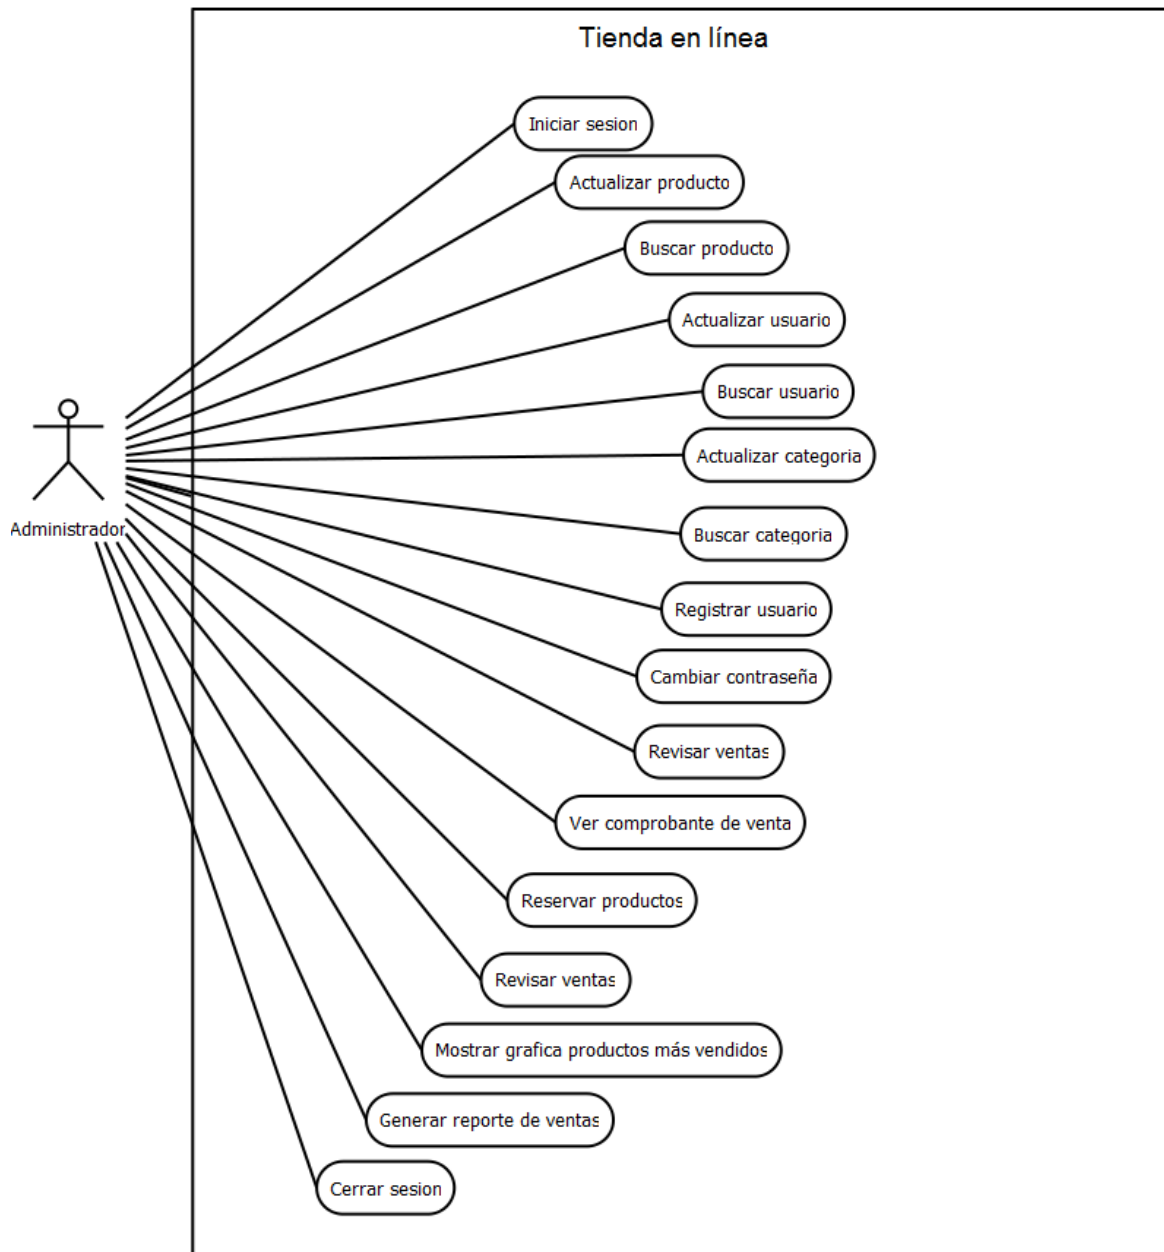 Tienda en línea
Iniciar sesion
Actualizar producto
Buscar producto
Actualizar usuario
Buscar usuario
Actualizar categoria
Buscar categoria
Administrador
Registrar usuario
Cambiar contraseña
Revisar ventas
Ver comprobante de venta
Reservar productos
Revisar ventas
Mostrar grafica productos más vendidos
Generar reporte de ventas
Cerrar sesion